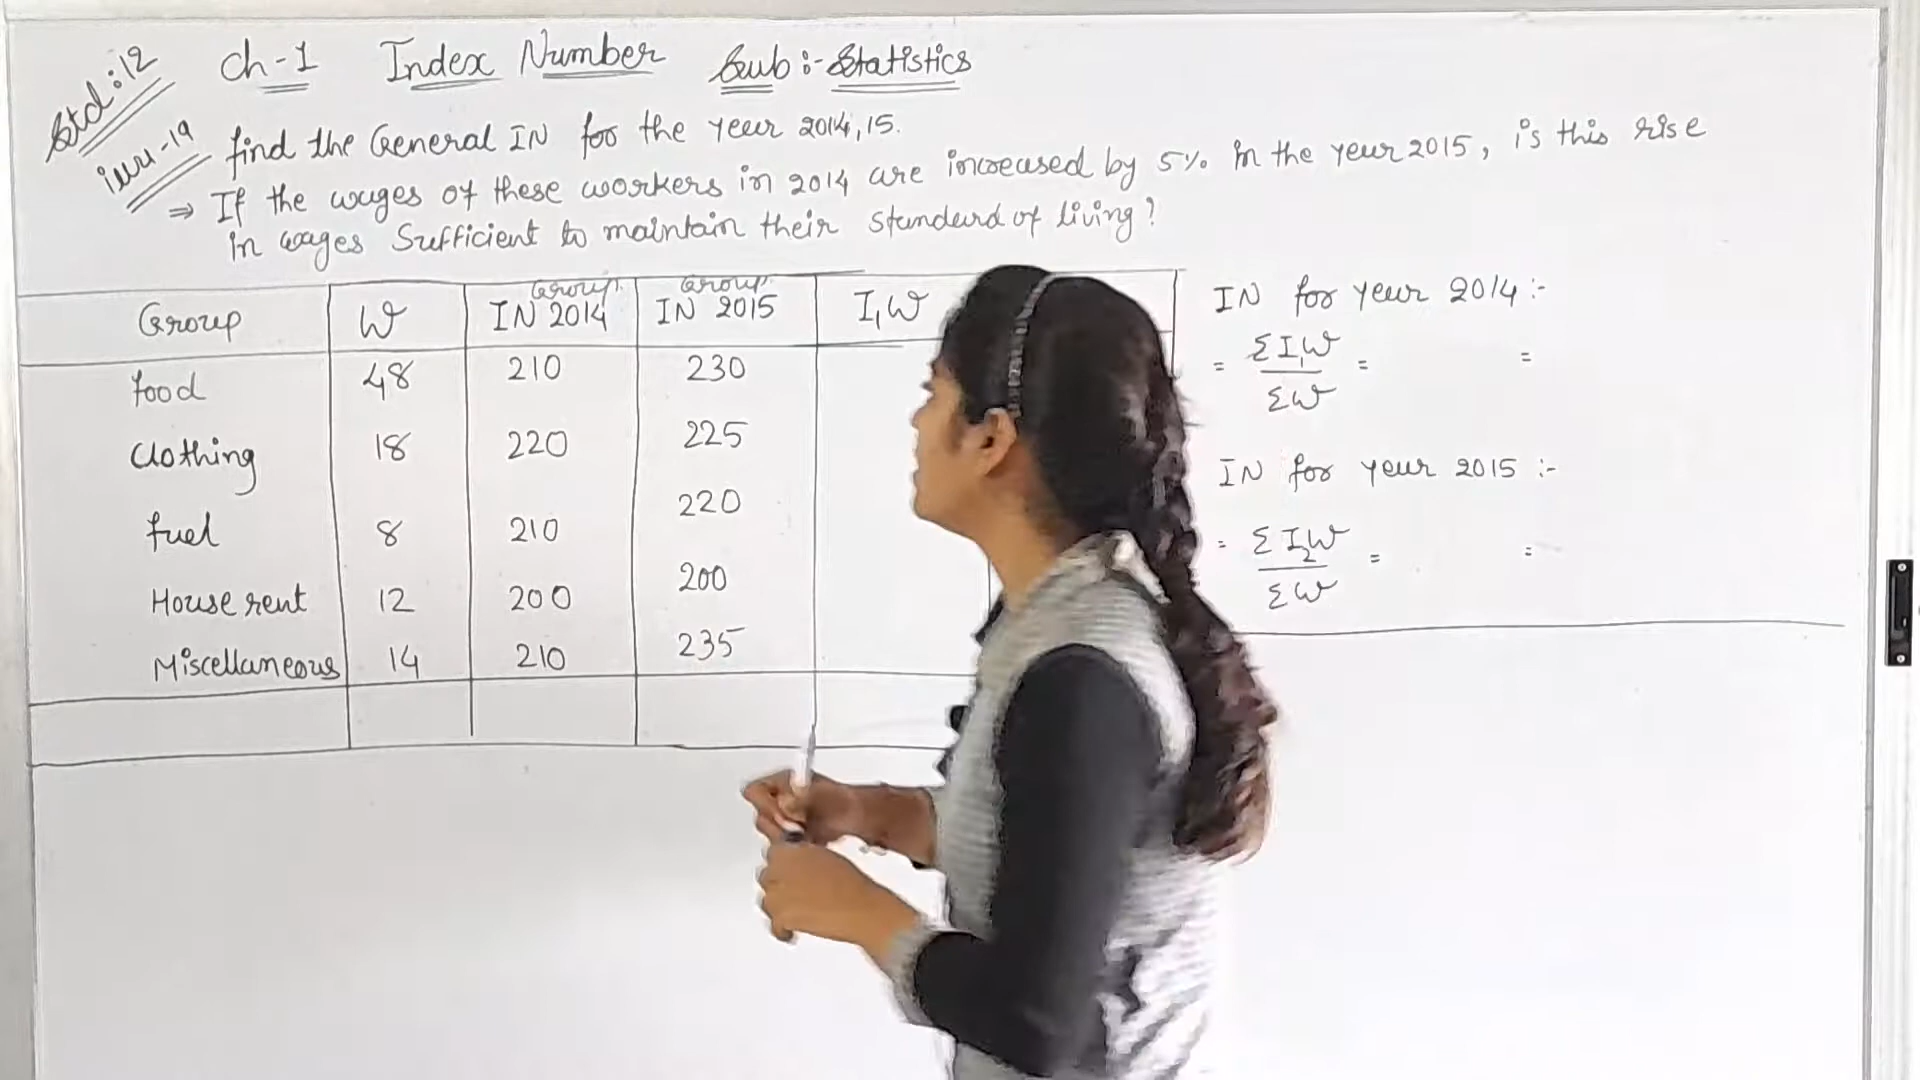 Std:12
Ch-1 Index Number Sub:-Statistics
find the General IN for the year 2014,15.
⇒ If the wages of these workers in 2014 are increased by 5% in the year 2015, is this rise
in wages Sufficient to maintain their standard of living?
Group W Group IN 2014 Group IN 2015 I₁W
food 48 210 230
Clothing 18 220 225
fuel 8 210 220
House rent 12 200 200
Miscellaneous 14 210 235
IN for year 2014 :-
= ΣI₁W / ΣW = =
IN for year 2015 :-
= ΣI₂W / ΣW = =